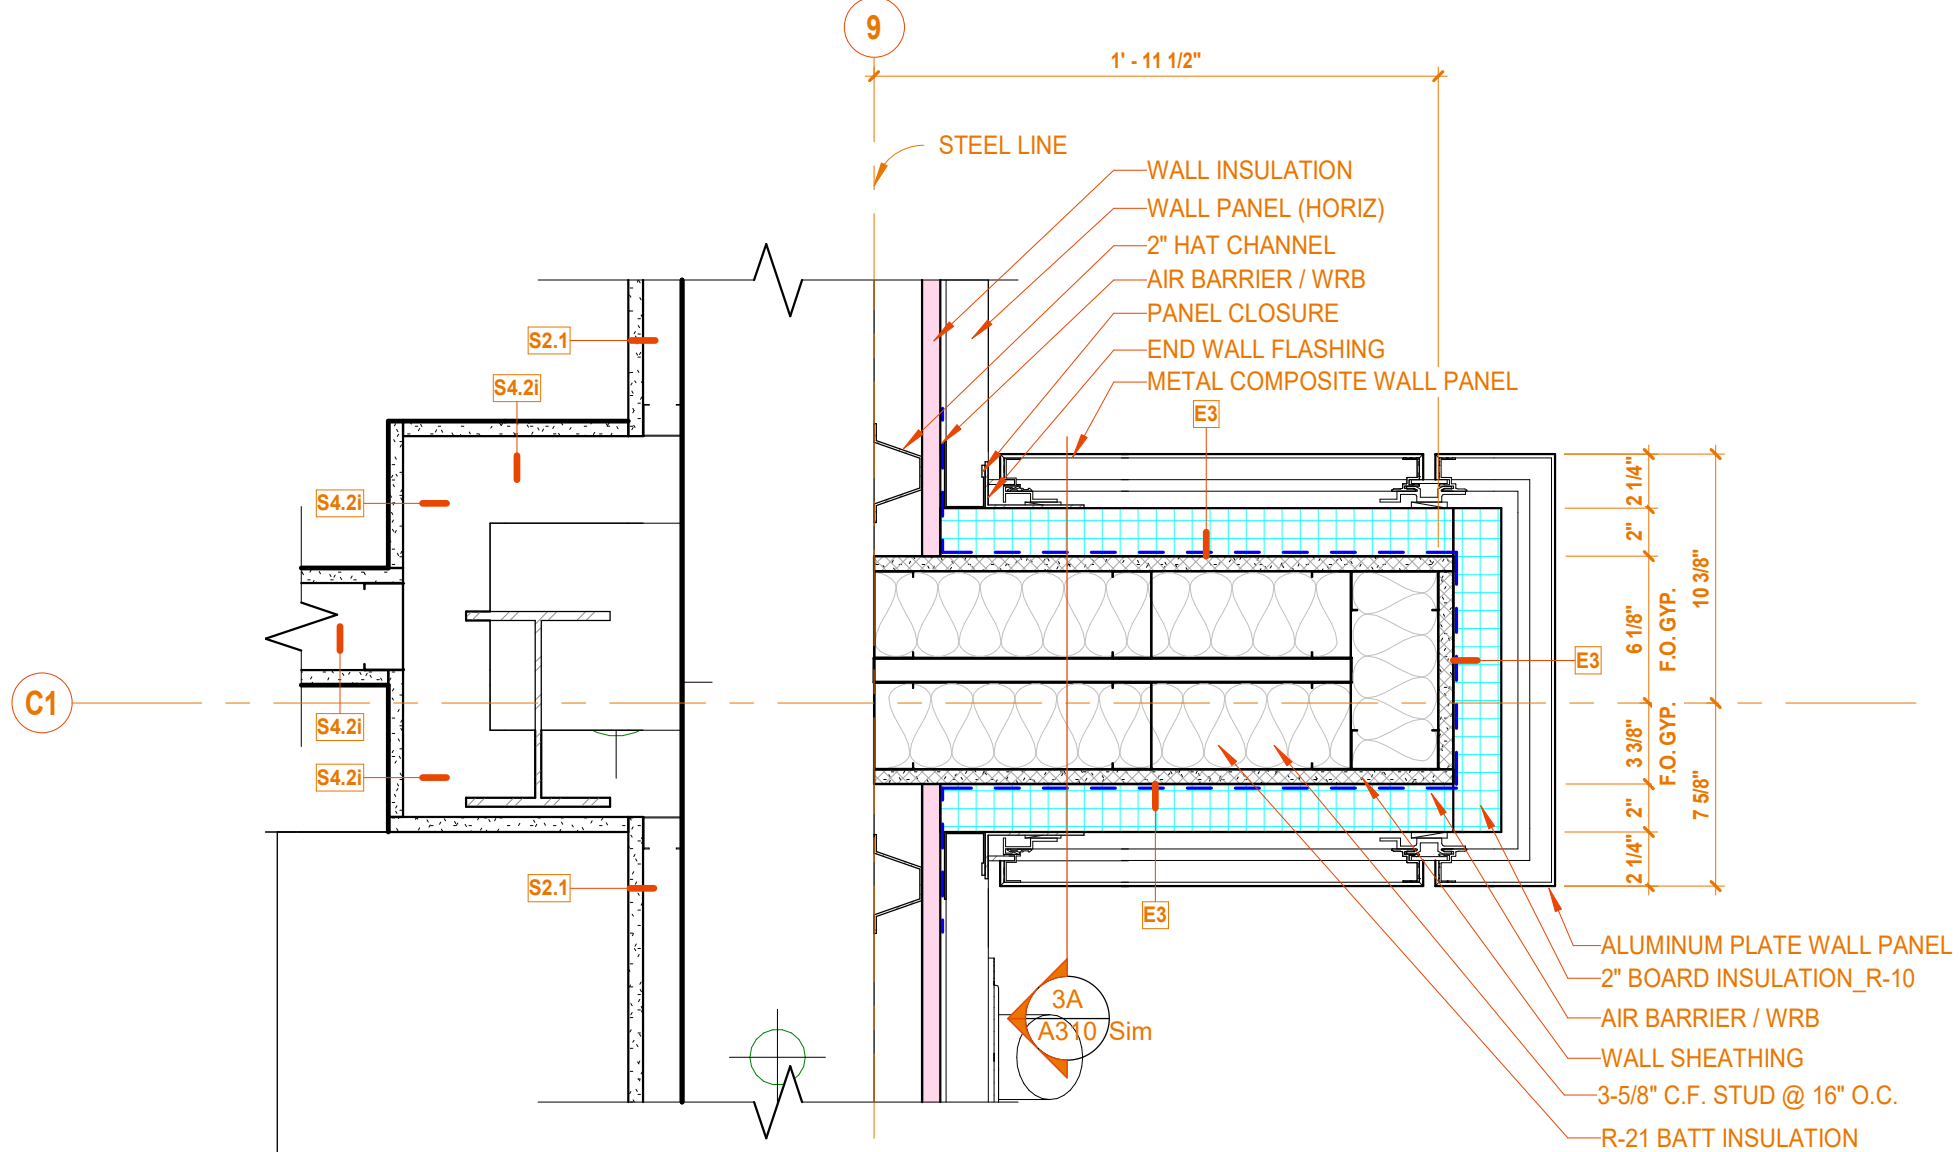 9
1' - 11 1/2"
STEEL LINE
WALL INSULATION
WALL PANEL (HORIZ)
2" HAT CHANNEL
AIR BARRIER / WRB
PANEL CLOSURE
END WALL FLASHING
METAL COMPOSITE WALL PANEL
S2.1
S4.2i
E3
S4.2i
2 1/4"
2"
10 3/8"
6 1/8"
F.O. GYP.
E3
C1
S4.2i
3 3/8"
F.O. GYP.
S4.2i
7 5/8"
2"
2 1/4"
S2.1
E3
ALUMINUM PLATE WALL PANEL
2" BOARD INSULATION_R-10
3A
A310 Sim
AIR BARRIER / WRB
WALL SHEATHING
3-5/8" C.F. STUD @ 16" O.C.
R-21 BATT INSULATION